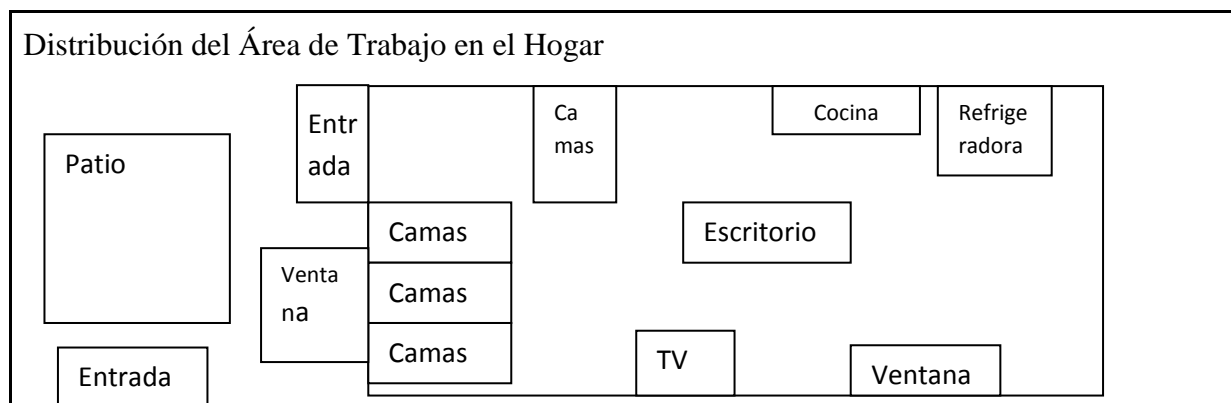 Distribución del Área de Trabajo en el Hogar
Entr
ada
Ca
mas
Cocina
Refrige
radora
Patio
Camas
Escritorio
Venta
na
Camas
Camas
TV
Ventana
Entrada